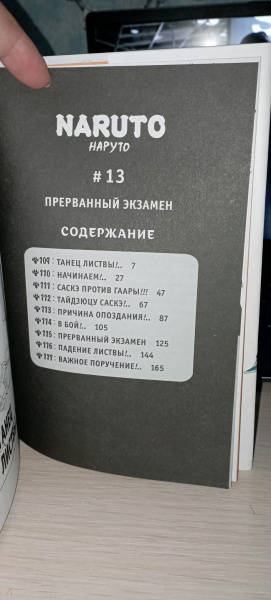 NARUTO
НАРУТО
#13
ПРЕРВАННЫЙ ЭКЗАМЕН
СОДЕРЖАНИЕ
109: ТАНЕЦ ЛИСТВЫ!.. 7
110: НАЧИНАЕМ!.. 27
111: САСКЭ ПРОТИВ ГААРЫ!!! 47
112: ТАЙДЗЮЦУ САСКЭ!.. 67
113: ПРИЧИНА ОПОЗДАНИЯ!.. 87
114: В БОЙ!.. 105
115: ПРЕРВАННЫЙ ЭКЗАМЕН 125
116: ПАДЕНИЕ ЛИСТВЫ!.. 144
117: ВАЖНОЕ ПОРУЧЕНИЕ!.. 165